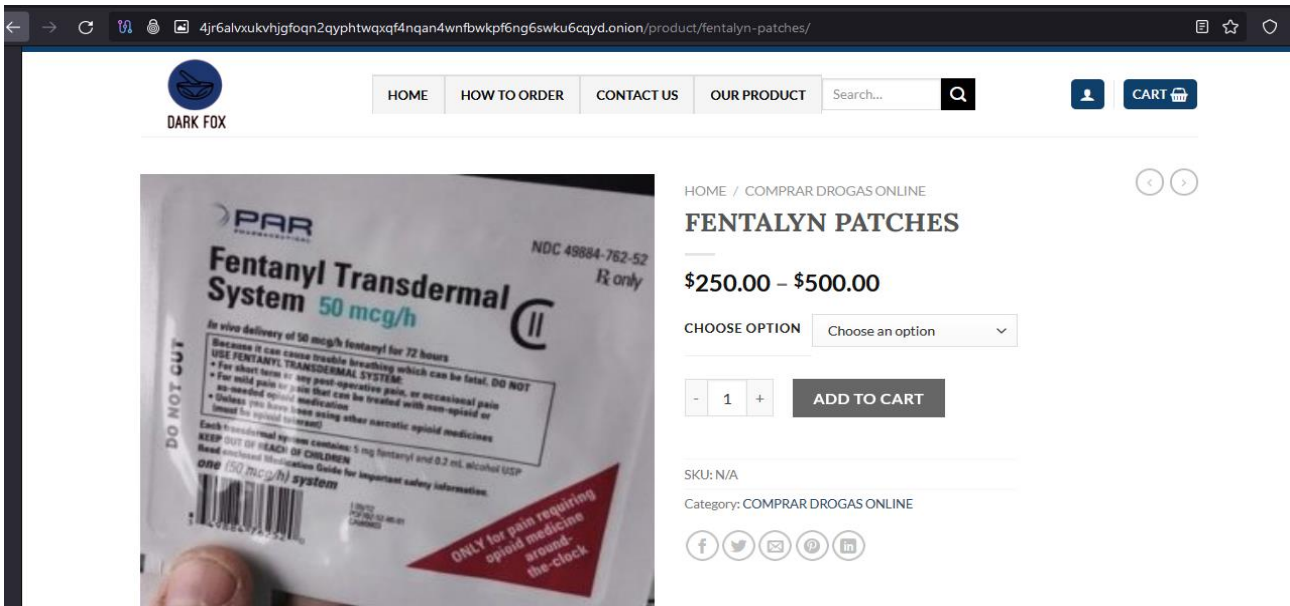 4jr6alvxukvhjgfoqn2qyphtwqxqf4nqan4wnfbwkpf6ng6swku6cqyd.onion/product/fentalyn-patches/
DARK FOX
HOME
HOW TO ORDER
CONTACT US
OUR PRODUCT
Search...
CART
PAR
PHARMACEUTICAL
NDC 49884-762-52
Rx only
Fentanyl Transdermal
System 50 mcg/h
CII
In vivo delivery of 50 mcg/h fentanyl for 72 hours
Because it can cause trouble breathing which can be fatal, DO NOT
USE FENTANYL TRANSDERMAL SYSTEM:
• For short term or any post-operative pain, or occasional pain
• For mild pain or pain that can be treated with non-opioid or
as-needed opioid medication
• Unless you have been using other narcotic opioid medicines
(must be opioid tolerant)
Each transdermal system contains: 5 mg fentanyl and 0.2 mL alcohol USP
KEEP OUT OF REACH OF CHILDREN
Read enclosed Medication Guide for important safety information.
one (50 mcg/h) system
DO NOT CUT
ONLY for pain requiring
opioid medicine
around-
the-clock
HOME / COMPRAR DROGAS ONLINE
FENTALYN PATCHES
$250.00 – $500.00
CHOOSE OPTION
Choose an option
- 1 +
ADD TO CART
SKU: N/A
Category: COMPRAR DROGAS ONLINE